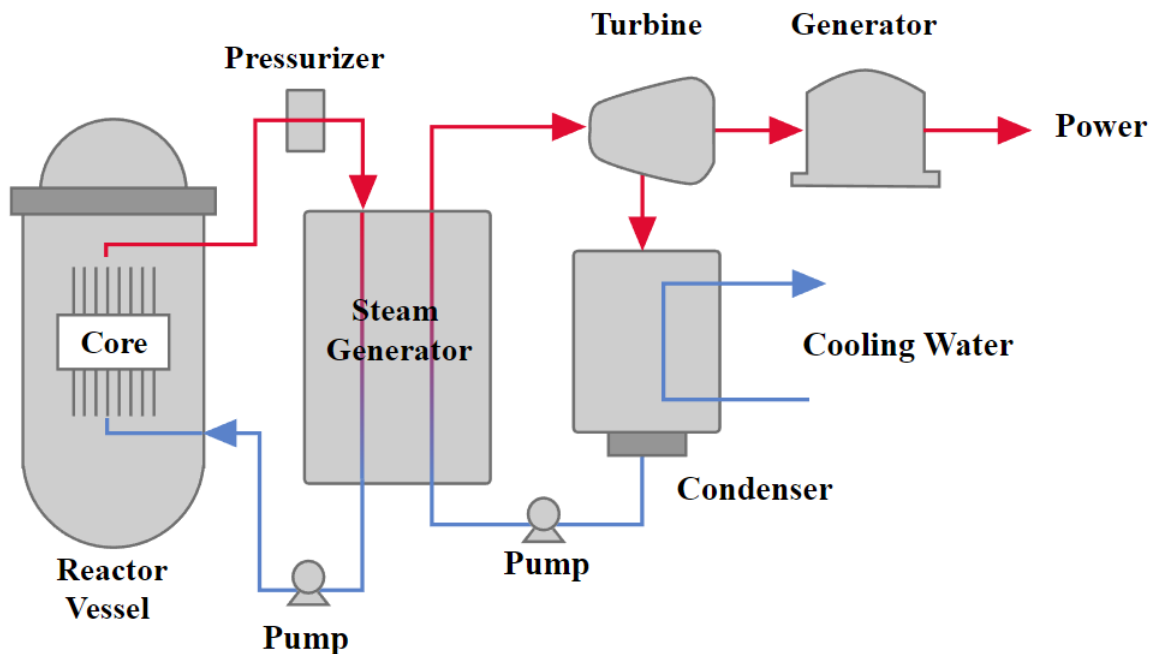 Turbine
Generator
Pressurizer
Power
Steam
Generator
Core
Cooling Water
Condenser
Reactor
Vessel
Pump
Pump